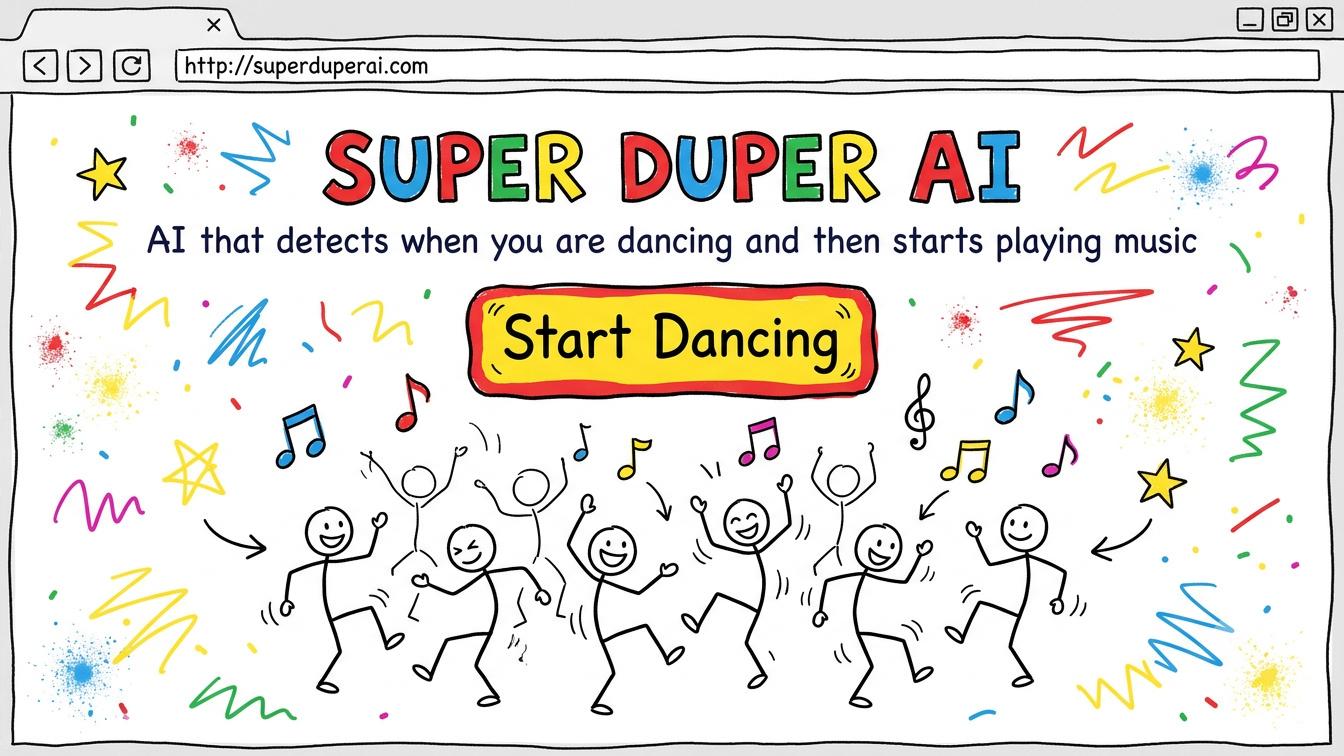 http://superduperai.com
SUPER DUPER AI
AI that detects when you are dancing and then starts playing music
Start Dancing